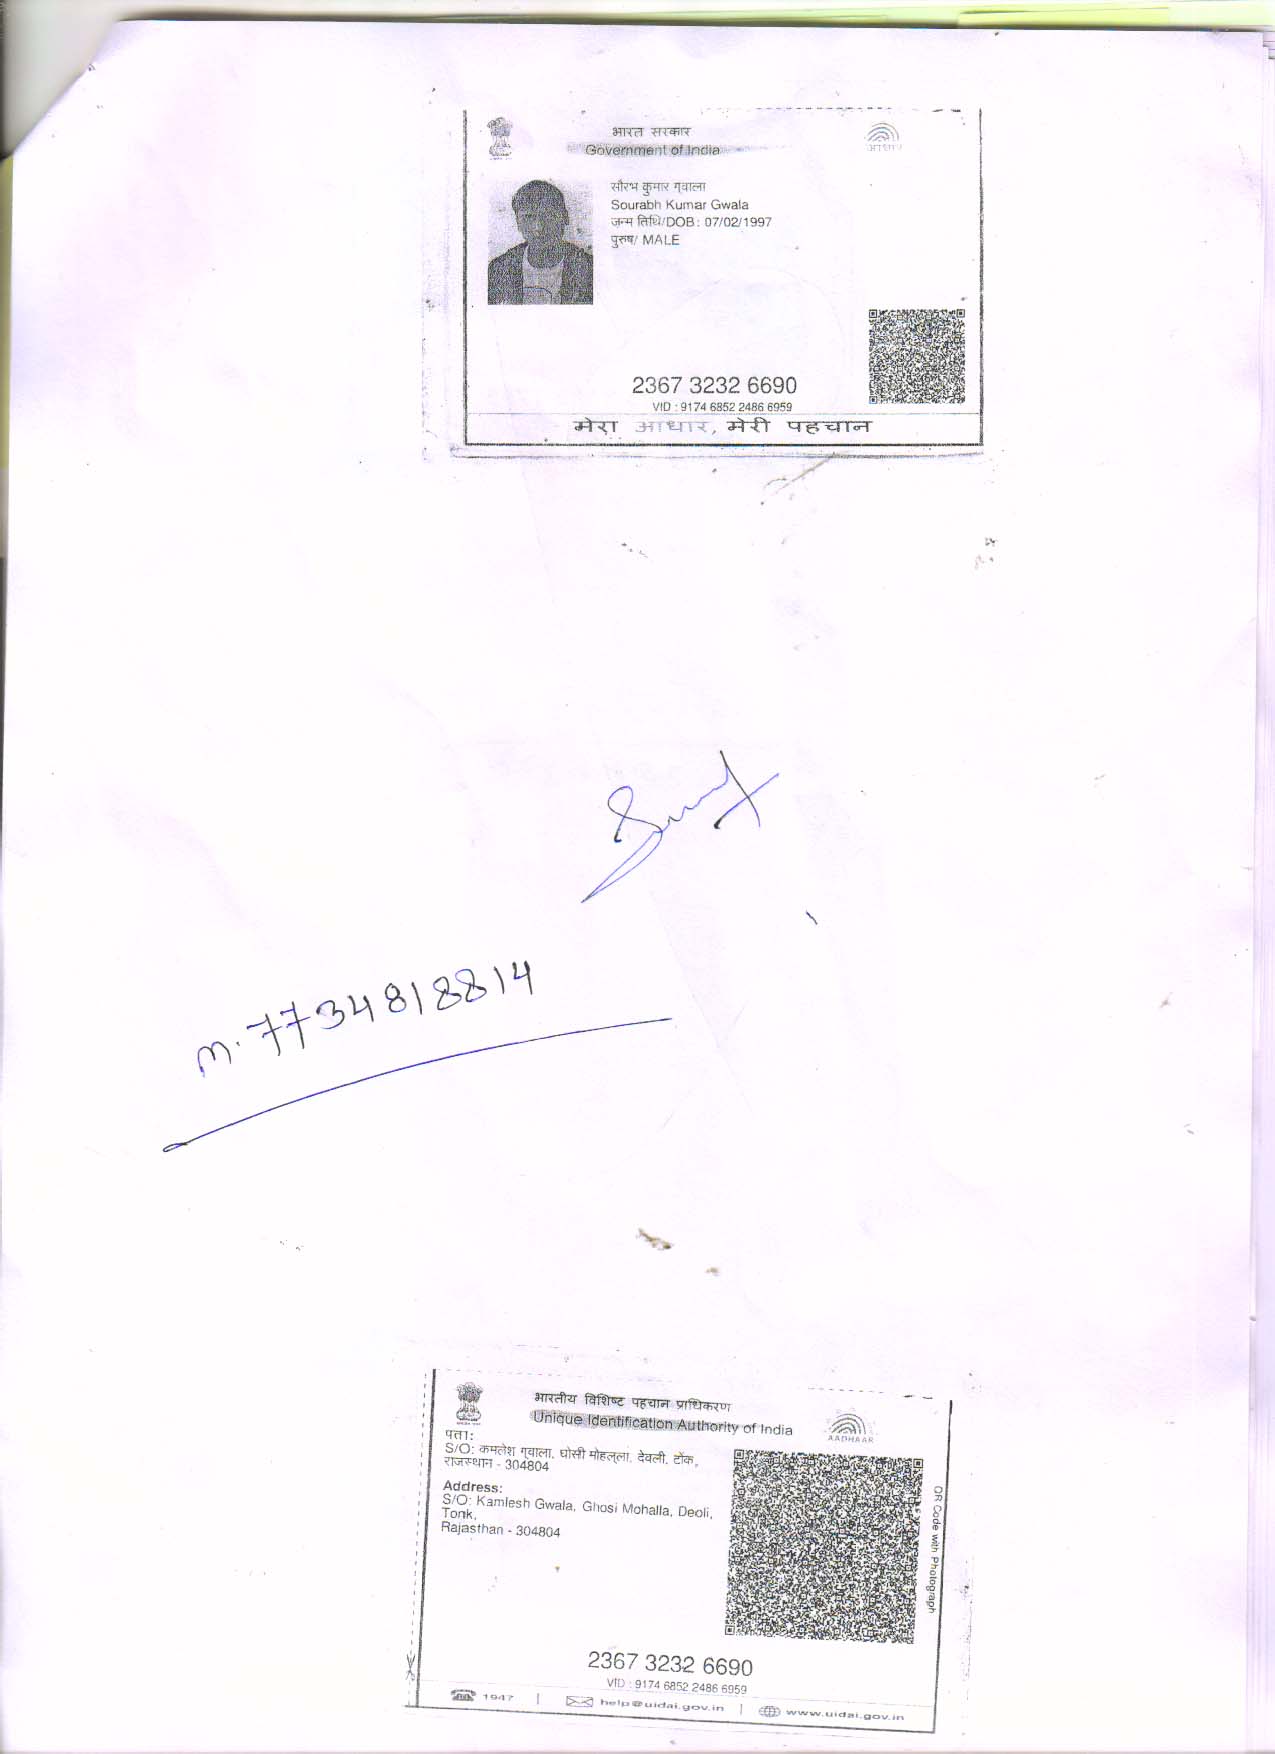 भारत सरकार
Government of India
आधार
सौरभ कुमार गवाला
Sourabh Kumar Gwala
जन्म तिथि/DOB: 07/02/1997
पुरुष/ MALE
2367 3232 6690
VID : 9174 6852 2486 6959
मेरा आधार, मेरी पहचान
m. 7734818814
भारतीय विशिष्ट पहचान प्राधिकरण
Unique Identification Authority of India
AADHAAR
पता:
S/O: कमलेश गवाला, घोसी मोहल्ला, देवली, टोंक,
राजस्थान - 304804
Address:
S/O: Kamlesh Gwala, Ghosi Mohalla, Deoli,
Tonk,
Rajasthan - 304804
QR Code with Photograph
2367 3232 6690
VID : 9174 6852 2486 6959
1947 | help@uidai.gov.in | www.uidai.gov.in